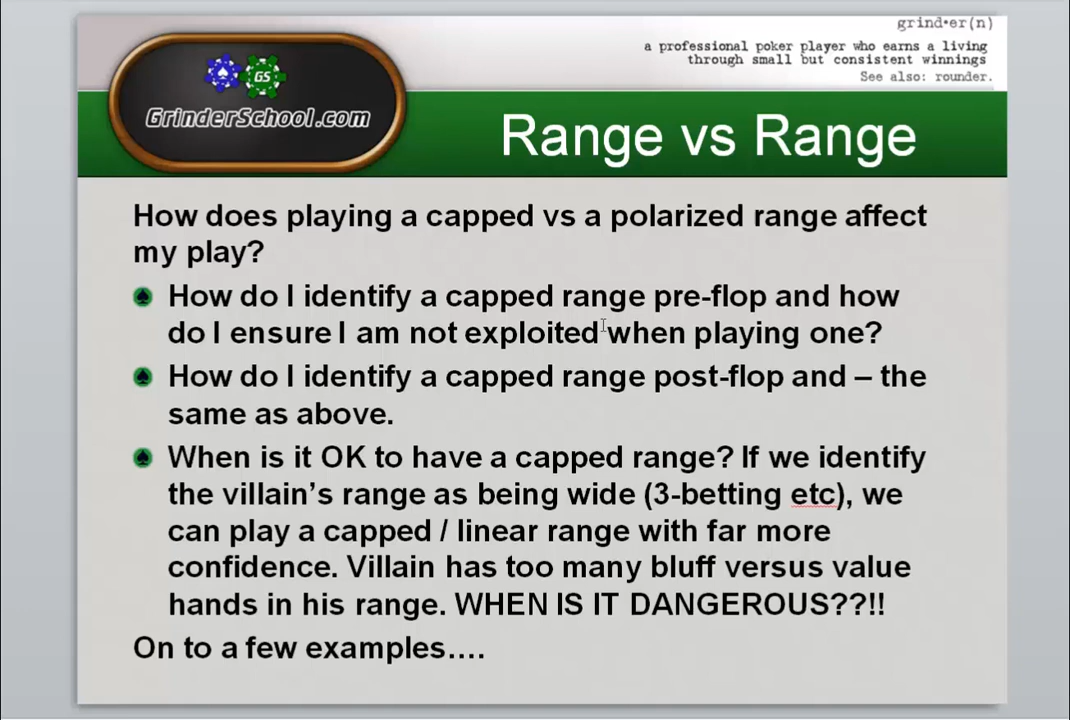 grind•er(n)
a professional poker player who earns a living
through small but consistent winnings
See also: rounder.
GS
GrinderSchool.com
Range vs Range
How does playing a capped vs a polarized range affect
my play?
How do I identify a capped range pre-flop and how
do I ensure I am not exploited when playing one?
How do I identify a capped range post-flop and – the
same as above.
When is it OK to have a capped range? If we identify
the villain's range as being wide (3-betting etc), we
can play a capped / linear range with far more
confidence. Villain has too many bluff versus value
hands in his range. WHEN IS IT DANGEROUS??!!
On to a few examples….